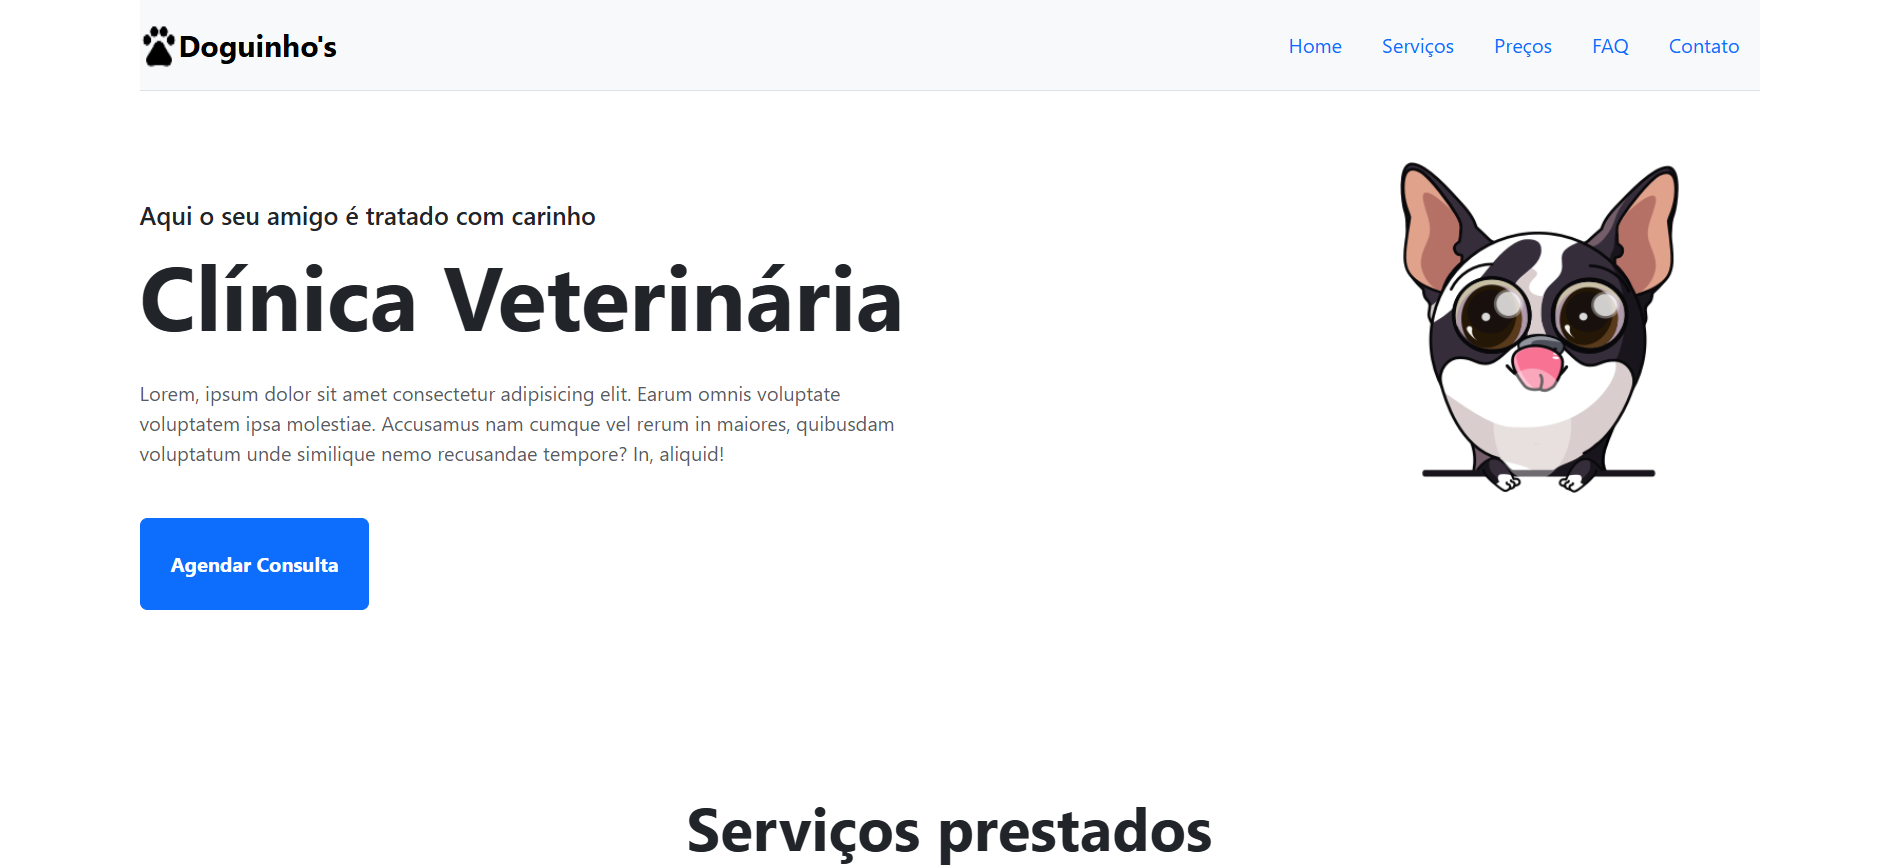 Doguinho's
Home Serviços Preços FAQ Contato
Aqui o seu amigo é tratado com carinho
Clínica Veterinária
Lorem, ipsum dolor sit amet consectetur adipisicing elit. Earum omnis voluptate
voluptatem ipsa molestiae. Accusamus nam cumque vel rerum in maiores, quibusdam
voluptatum unde similique nemo recusandae tempore? In, aliquid!
Agendar Consulta
Serviços prestados